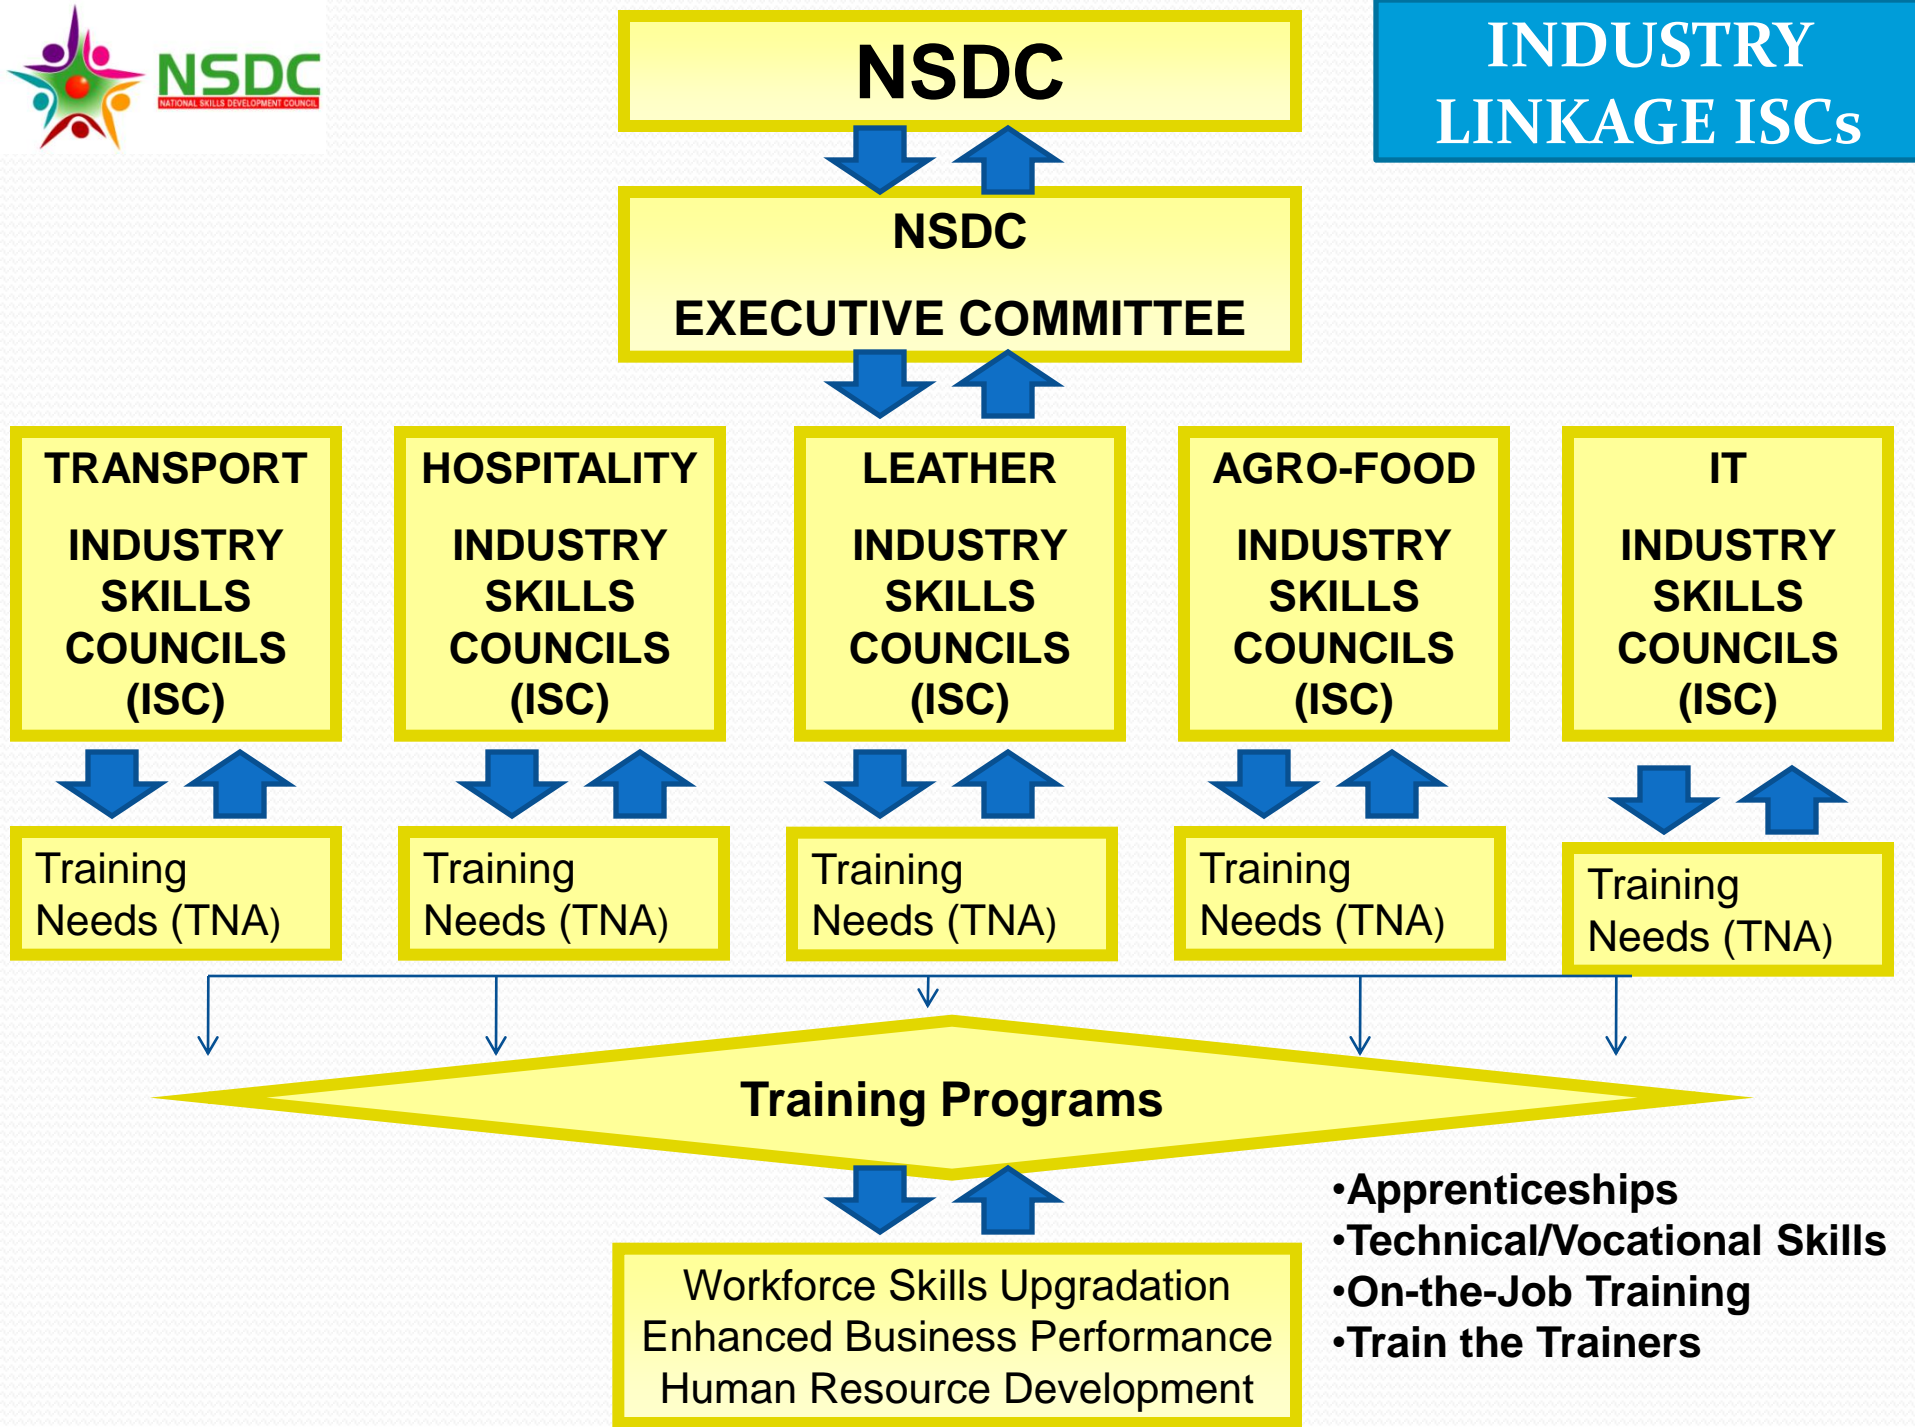 NSDC
NATIONAL SKILLS DEVELOPMENT COUNCIL
NSDC
INDUSTRY
LINKAGE ISCs
NSDC
EXECUTIVE COMMITTEE
TRANSPORT
INDUSTRY
SKILLS
COUNCILS
(ISC)
HOSPITALITY
INDUSTRY
SKILLS
COUNCILS
(ISC)
LEATHER
INDUSTRY
SKILLS
COUNCILS
(ISC)
AGRO-FOOD
INDUSTRY
SKILLS
COUNCILS
(ISC)
IT
INDUSTRY
SKILLS
COUNCILS
(ISC)
Training
Needs (TNA)
Training
Needs (TNA)
Training
Needs (TNA)
Training
Needs (TNA)
Training
Needs (TNA)
Training Programs
Workforce Skills Upgradation
Enhanced Business Performance
Human Resource Development
•Apprenticeships
•Technical/Vocational Skills
•On-the-Job Training
•Train the Trainers